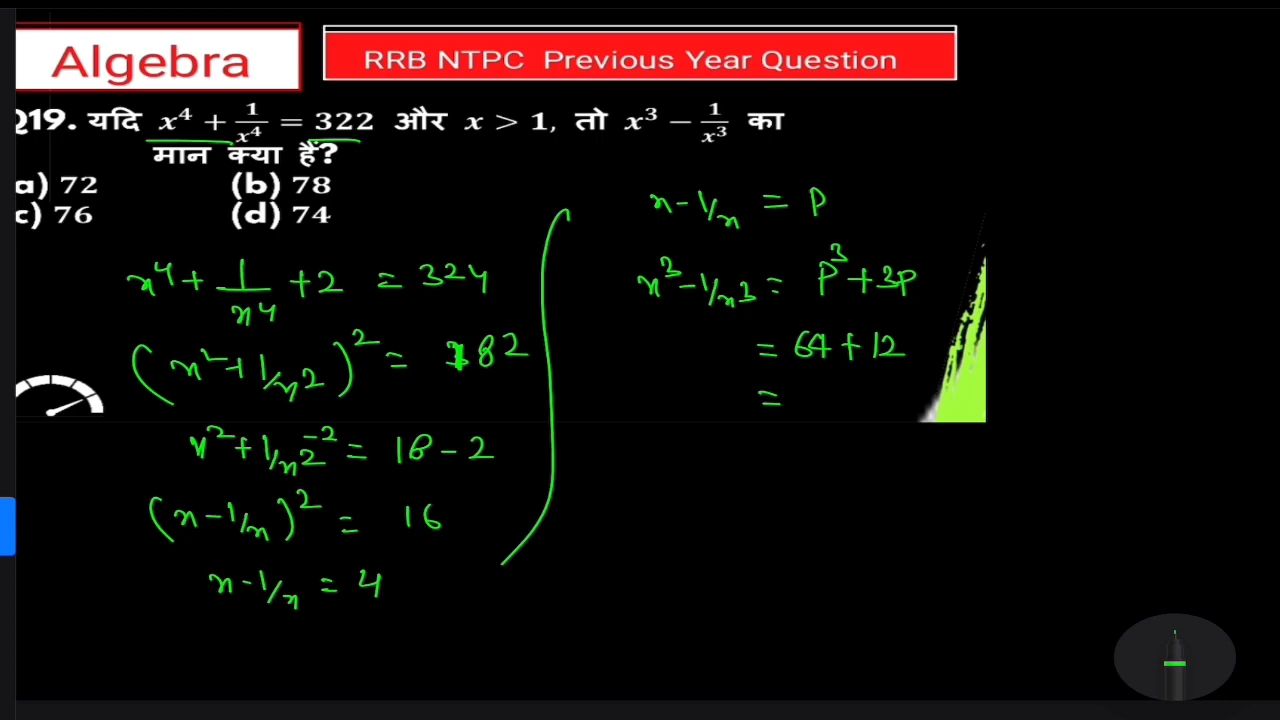 Algebra
RRB NTPC Previous Year Question
Q19. यदि x⁴ + 1/x⁴ = 322 और x > 1, तो x³ − 1/x³ का
मान क्या हैं?
a) 72 (b) 78
c) 76 (d) 74
x⁴ + 1/x⁴ + 2 = 324
(x² + 1/x²)² = 18²
x² + 1/x² − 2 = 18 − 2
(x − 1/x)² = 16
x − 1/x = 4
x − 1/x = P
x³ − 1/x³ = P³ + 3P
= 64 + 12
=